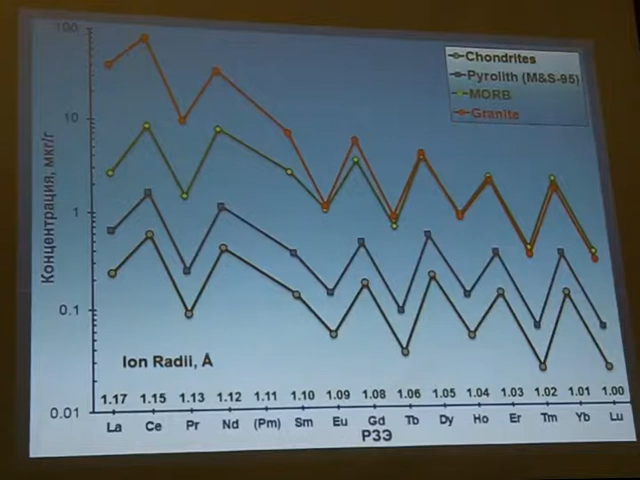 Chondrites
Pyrolith (M&S-95)
MORB
Granite
Концентрация, мкг/г
100
10
1
0.1
0.01
Ion Radii, Å
1.17 1.15 1.13 1.12 1.11 1.10 1.09 1.08 1.06 1.05 1.04 1.03 1.02 1.01 1.00
La Ce Pr Nd (Pm) Sm Eu Gd Tb Dy Ho Er Tm Yb Lu
РЗЭ